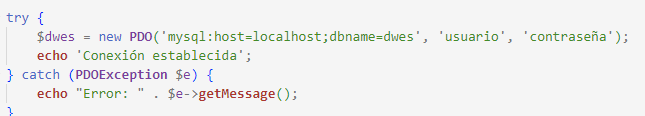 try {
    $dwes = new PDO('mysql:host=localhost;dbname=dwes', 'usuario', 'contraseña');
    echo 'Conexión establecida';
} catch (PDOException $e) {
    echo "Error: " . $e->getMessage();
}